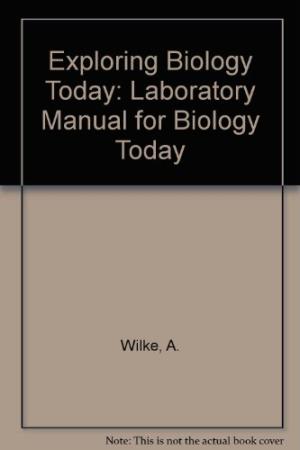 Exploring Biology
Today: Laboratory
Manual for Biology
Today
Wilke, A.
Note: This is not the actual book cover